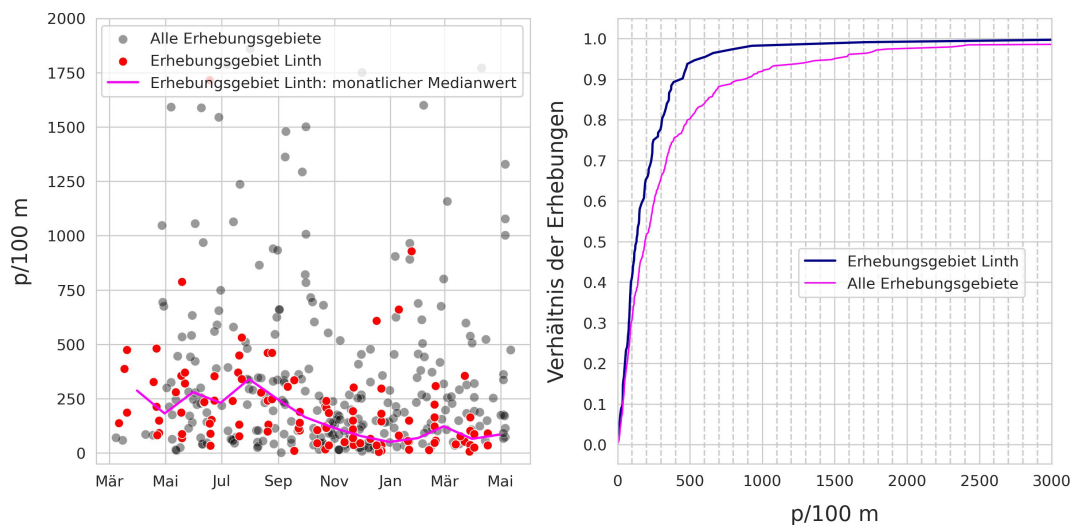 2000
1750
1500
1250
1000
750
500
250
0
p/100 m
Alle Erhebungsgebiete
Erhebungsgebiet Linth
Erhebungsgebiet Linth: monatlicher Medianwert
Mär Mai Jul Sep Nov Jan Mär Mai
1.0
0.9
0.8
0.7
0.6
0.5
0.4
0.3
0.2
0.1
0.0
Verhältnis der Erhebungen
Erhebungsgebiet Linth
Alle Erhebungsgebiete
0 500 1000 1500 2000 2500 3000
p/100 m